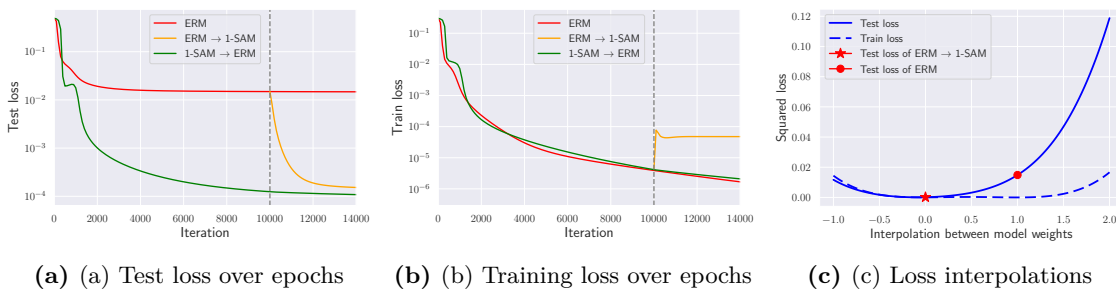 ERM
ERM → 1-SAM
1-SAM → ERM
10⁻¹
10⁻²
10⁻³
10⁻⁴
Test loss
0 2000 4000 6000 8000 10000 12000 14000
Iteration
(a) (a) Test loss over epochs
ERM
ERM → 1-SAM
1-SAM → ERM
10⁻¹
10⁻²
10⁻³
10⁻⁴
10⁻⁵
10⁻⁶
Train loss
0 2000 4000 6000 8000 10000 12000 14000
Iteration
(b) (b) Training loss over epochs
Test loss
Train loss
Test loss of ERM → 1-SAM
Test loss of ERM
0.12
0.10
0.08
0.06
0.04
0.02
0.00
Squared loss
−1.0 −0.5 0.0 0.5 1.0 1.5 2.0
Interpolation between model weights
(c) (c) Loss interpolations